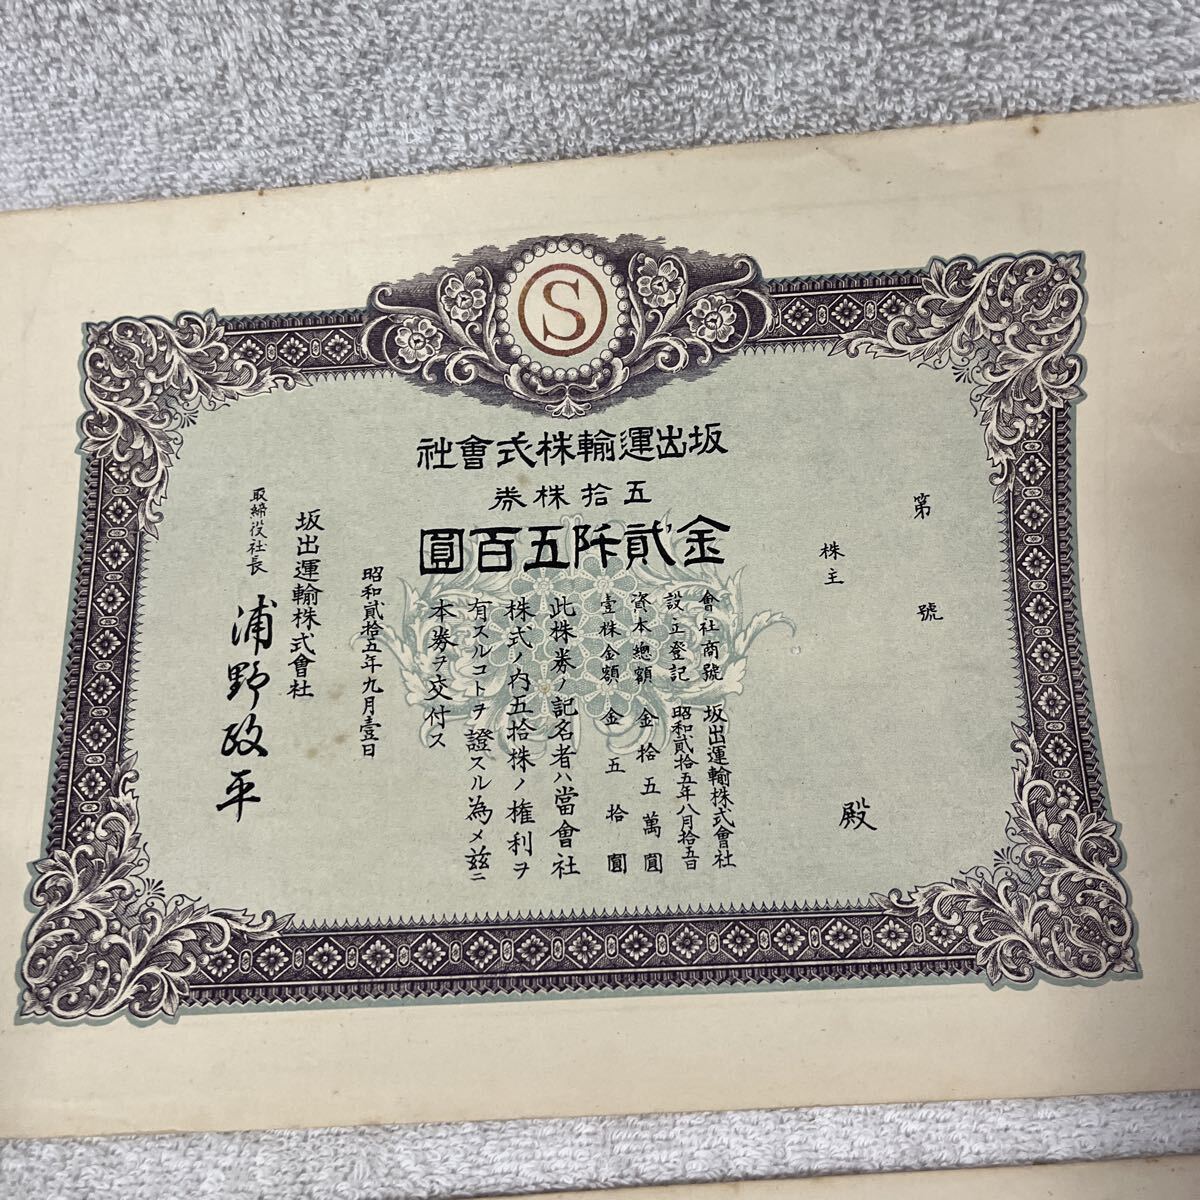 S
坂出運輸株式會社
五拾株券
金貳阡五百圓
第　　號
株主
殿
會社商號　坂出運輸株式會社
設立登記　昭和貳拾五年八月拾五日
資本總額　金拾五萬圓
壹株金額　金五拾圓
此株券ノ記名者ハ當會社
株式ノ内五拾株ノ権利ヲ
有スルコトヲ證スル為メ茲ニ
本券ヲ交付ス
昭和貳拾五年九月壹日
坂出運輸株式會社
取締役社長　浦野政平